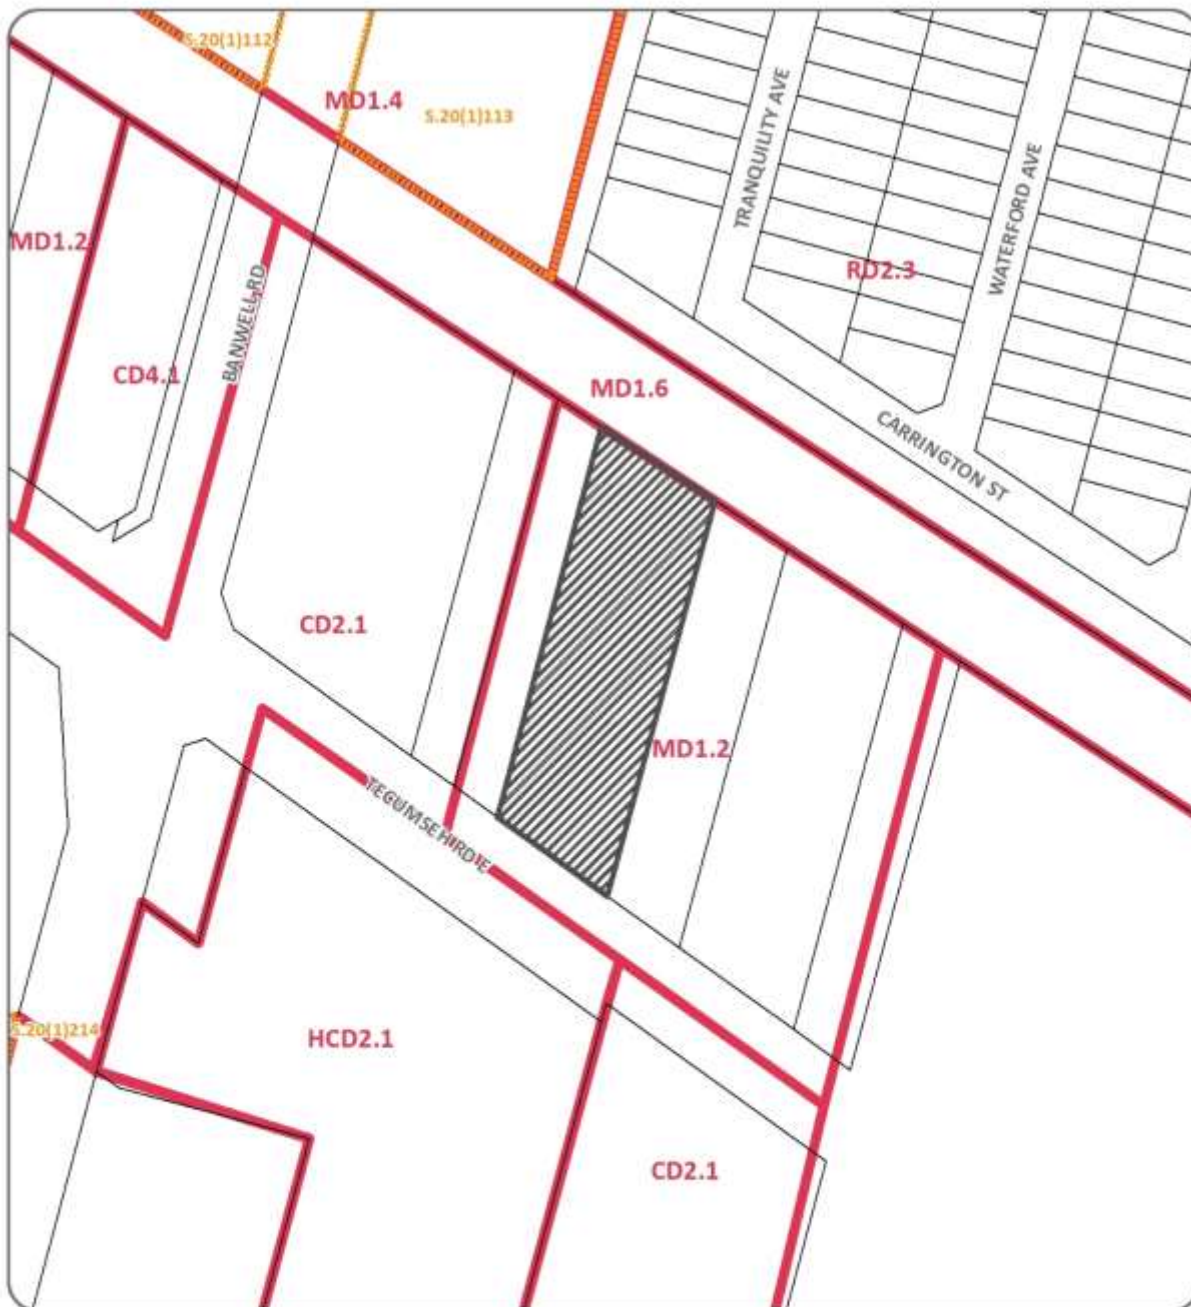 S.20(1)112
MD1.4
S.20(1)113
TRANQUILITY AVE
WATERFORD AVE
MD1.2
RD2.3
BANWELL RD
CD4.1
MD1.6
CARRINGTON ST
CD2.1
MD1.2
TECUMSEH RD E
S.20(1)214
HCD2.1
CD2.1